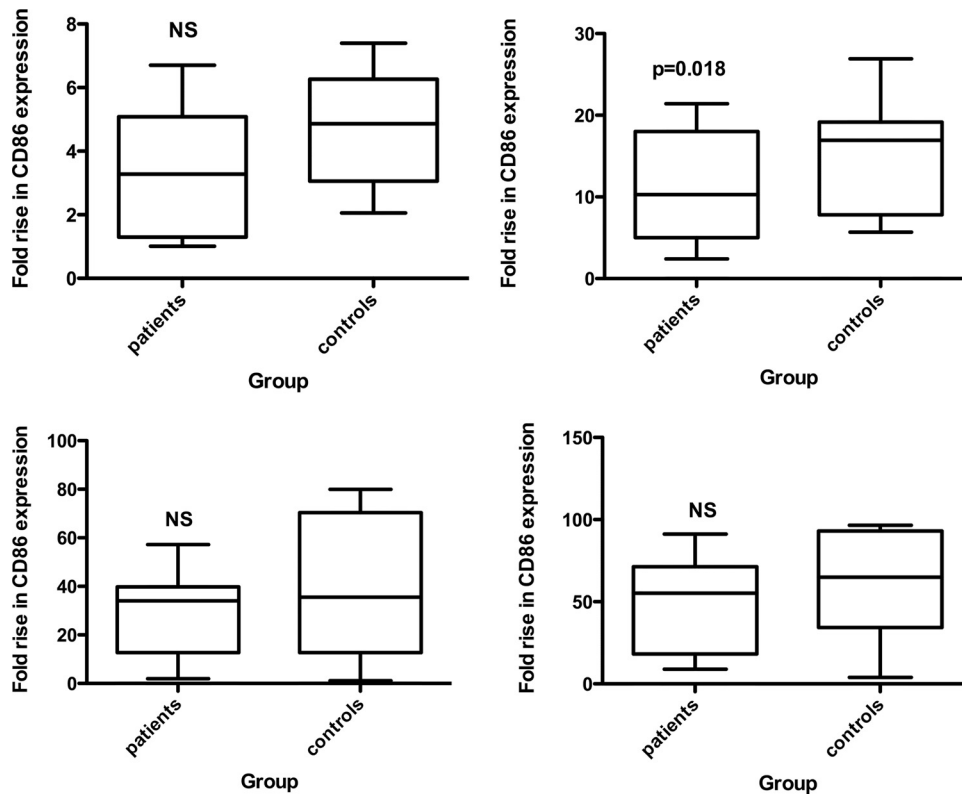 Fold rise in CD86 expression
8
6
4
2
0
NS
patients
controls
Group
Fold rise in CD86 expression
30
20
10
0
p=0.018
patients
controls
Group
Fold rise in CD86 expression
100
80
60
40
20
0
NS
patients
controls
Group
Fold rise in CD86 expression
150
100
50
0
NS
patients
controls
Group